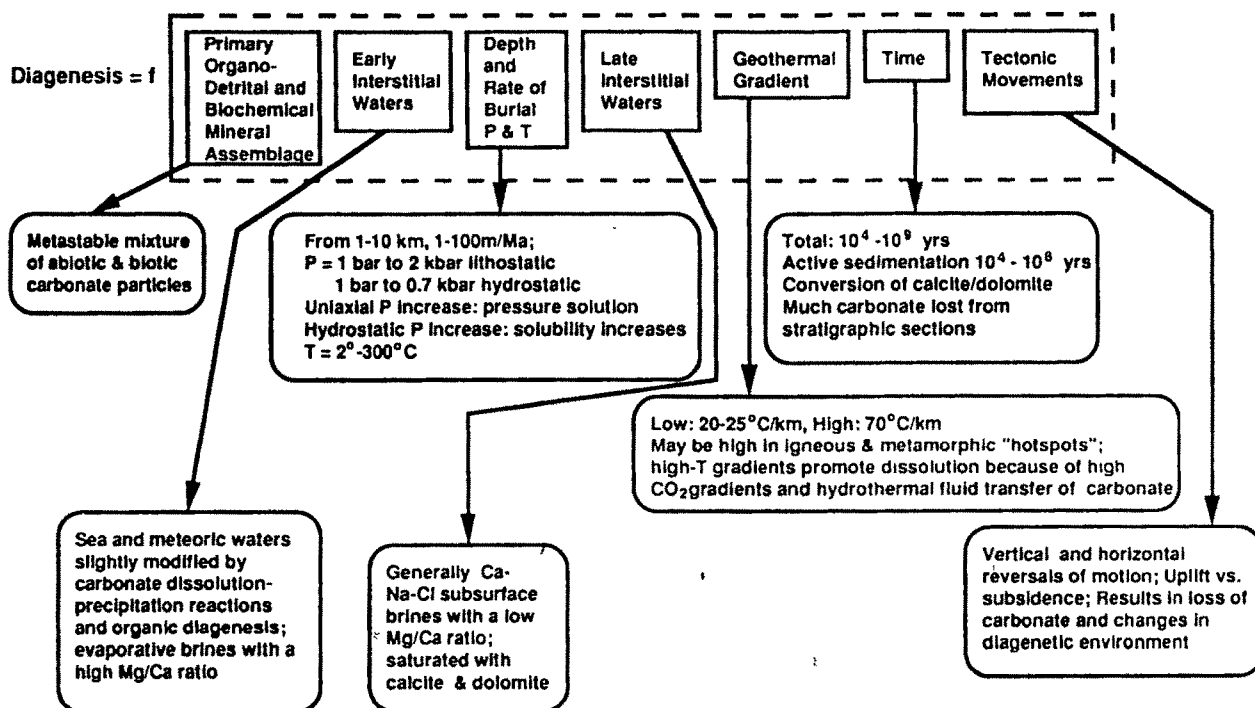 Diagenesis = f
Primary
Organo-
Detrital and
Biochemical
Mineral
Assemblage
Early
Interstitial
Waters
Depth
and
Rate of
Burial
P & T
Late
Interstitial
Waters
Geothermal
Gradient
Time
Tectonic
Movements
Metastable mixture
of abiotic & biotic
carbonate particles
From 1-10 km, 1-100m/Ma;
P = 1 bar to 2 kbar lithostatic
1 bar to 0.7 kbar hydrostatic
Uniaxial P increase: pressure solution
Hydrostatic P increase: solubility increases
T = 2°-300°C
Total: 10⁴ -10⁹ yrs
Active sedimentation 10⁴ - 10⁸ yrs
Conversion of calcite/dolomite
Much carbonate lost from
stratigraphic sections
Low: 20-25°C/km, High: 70°C/km
May be high in igneous & metamorphic "hotspots";
high-T gradients promote dissolution because of high
CO₂gradients and hydrothermal fluid transfer of carbonate
Sea and meteoric waters
slightly modified by
carbonate dissolution-
precipitation reactions
and organic diagenesis;
evaporative brines with a
high Mg/Ca ratio
Generally Ca-
Na-Cl subsurface
brines with a low
Mg/Ca ratio;
saturated with
calcite & dolomite
Vertical and horizontal
reversals of motion; Uplift vs.
subsidence; Results in loss of
carbonate and changes in
diagenetic environment